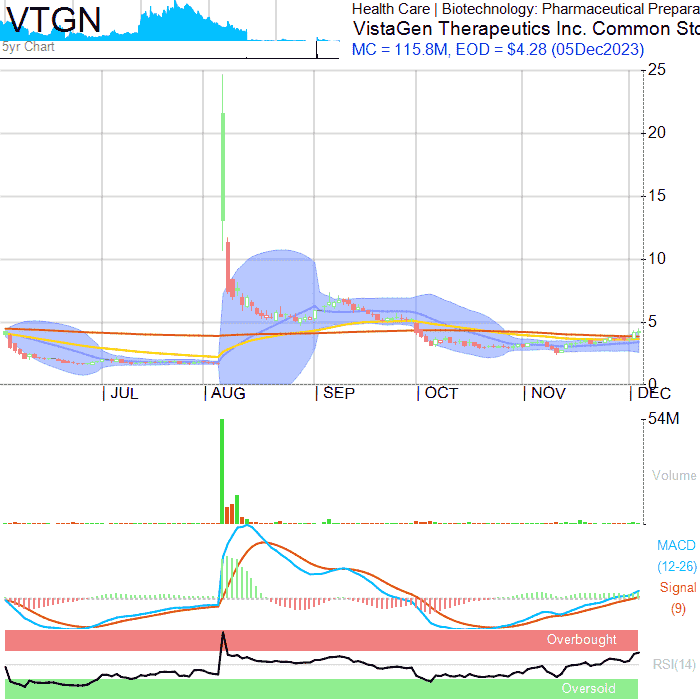 VTGN
5yr Chart
Health Care | Biotechnology: Pharmaceutical Prepara
VistaGen Therapeutics Inc. Common Sto
MC = 115.8M, EOD = $4.28 (05Dec2023)
25
20
15
10
5
0
JUL
AUG
SEP
OCT
NOV
DEC
54M
Volume
MACD
(12-26)
Signal
(9)
Overbought
RSI(14)
Oversold